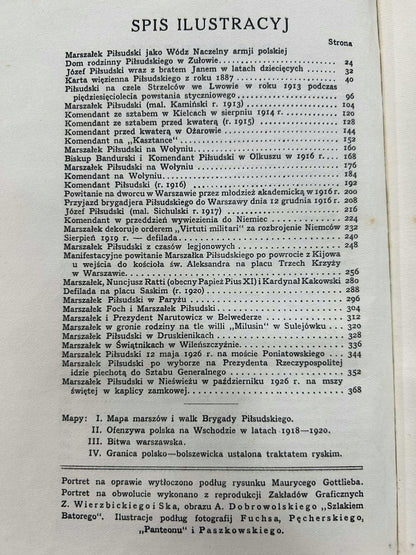 SPIS ILUSTRACYJ
Strona
Marszałek Piłsudski jako Wódz Naczelny armji polskiej
Dom rodzinny Piłsudskiego w Zułowie 24
Józef Piłsudski wraz z bratem Janem w latach dziecięcych 32
Karta więzienna Piłsudskiego z roku 1887 40
Piłsudski na czele Strzelców we Lwowie w roku 1913 podczas
pięćdziesięciolecia powstania styczniowego 96
Marszałek Piłsudski (mal. Kamiński r. 1913) 104
Komendant ze sztabem w Kielcach w sierpniu 1914 r. 120
Komendant ze sztabem przed kwaterą (r. 1915) 128
Komendant przed kwaterą w Ożarowie 144
Komendant na „Kasztance" 152
Marszałek Piłsudski na Wołyniu 160
Biskup Bandurski i Komendant Piłsudski w Olkuszu w 1916 r. 168
Marszałek Piłsudski na Wołyniu 176
Komendant na Wołyniu 184
Komendant Piłsudski (r. 1916) 192
Powitanie na dworcu w Warszawie przez młodzież akademicką w 1916 r. 200
Przyjazd brygadjera Piłsudskiego do Warszawy dnia 12 grudnia 1916 r. 208
Józef Piłsudski (mal. Sichulski r. 1917) 216
Komendant w przeddzień wywiezienia do Niemiec 224
Marszałek dekoruje orderem „Virtuti militari" za rozbrojenie Niemców 232
Sierpień 1919 r. — defilada 240
Marszałek Piłsudski z czasów legjonowych 248
Manifestacyjne powitanie Marszałka Piłsudskiego po powrocie z Kijowa
u wejścia do kościoła św. Aleksandra na placu Trzech Krzyży
w Warszawie 256
Marszałek, Nuncjusz Ratti (obecny Papież Pius XI) i Kardynał Kakowski 280
Defilada na placu Saskim (r. 1920) 288
Marszałek Piłsudski w Paryżu 296
Marszałek Foch i Marszałek Piłsudski 304
Marszałek i Prezydent Narutowicz w Belwederze 312
Marszałek w gronie rodziny na tle willi „Milusin" w Sulejówku 320
Marszałek Piłsudski w Druskienikach 328
Marszałek w Świątnikach w Wileńszczyźnie 336
Marszałek Piłsudski 12 maja 1926 r. na moście Poniatowskiego 344
Marszałek Piłsudski po wyborze na Prezydenta Rzeczypospolitej
idzie piechotą do Sztabu Generalnego 352
Marszałek Piłsudski w Nieświeżu w październiku 1926 r. na mszy
świętej w kaplicy zamkowej 368
Mapy: I. Mapa marszów i walk Brygady Piłsudskiego.
II. Ofenzywa polska na Wschodzie w latach 1918—1920.
III. Bitwa warszawska.
IV. Granica polsko—bolszewicka ustalona traktatem ryskim.
Portret na oprawie wytłoczono podług rysunku Maurycego Gottlieba.
Portret na obwolucie wykonano z reprodukcji Zakładów Graficznych
Z. Wierzbickiego i Ska, obrazu A. Dobrowolskiego „Szlakiem
Batorego". Ilustracje podług fotografij Fuchsa, Pęcherskiego,
„Panteonu" i Paszkowskiego.